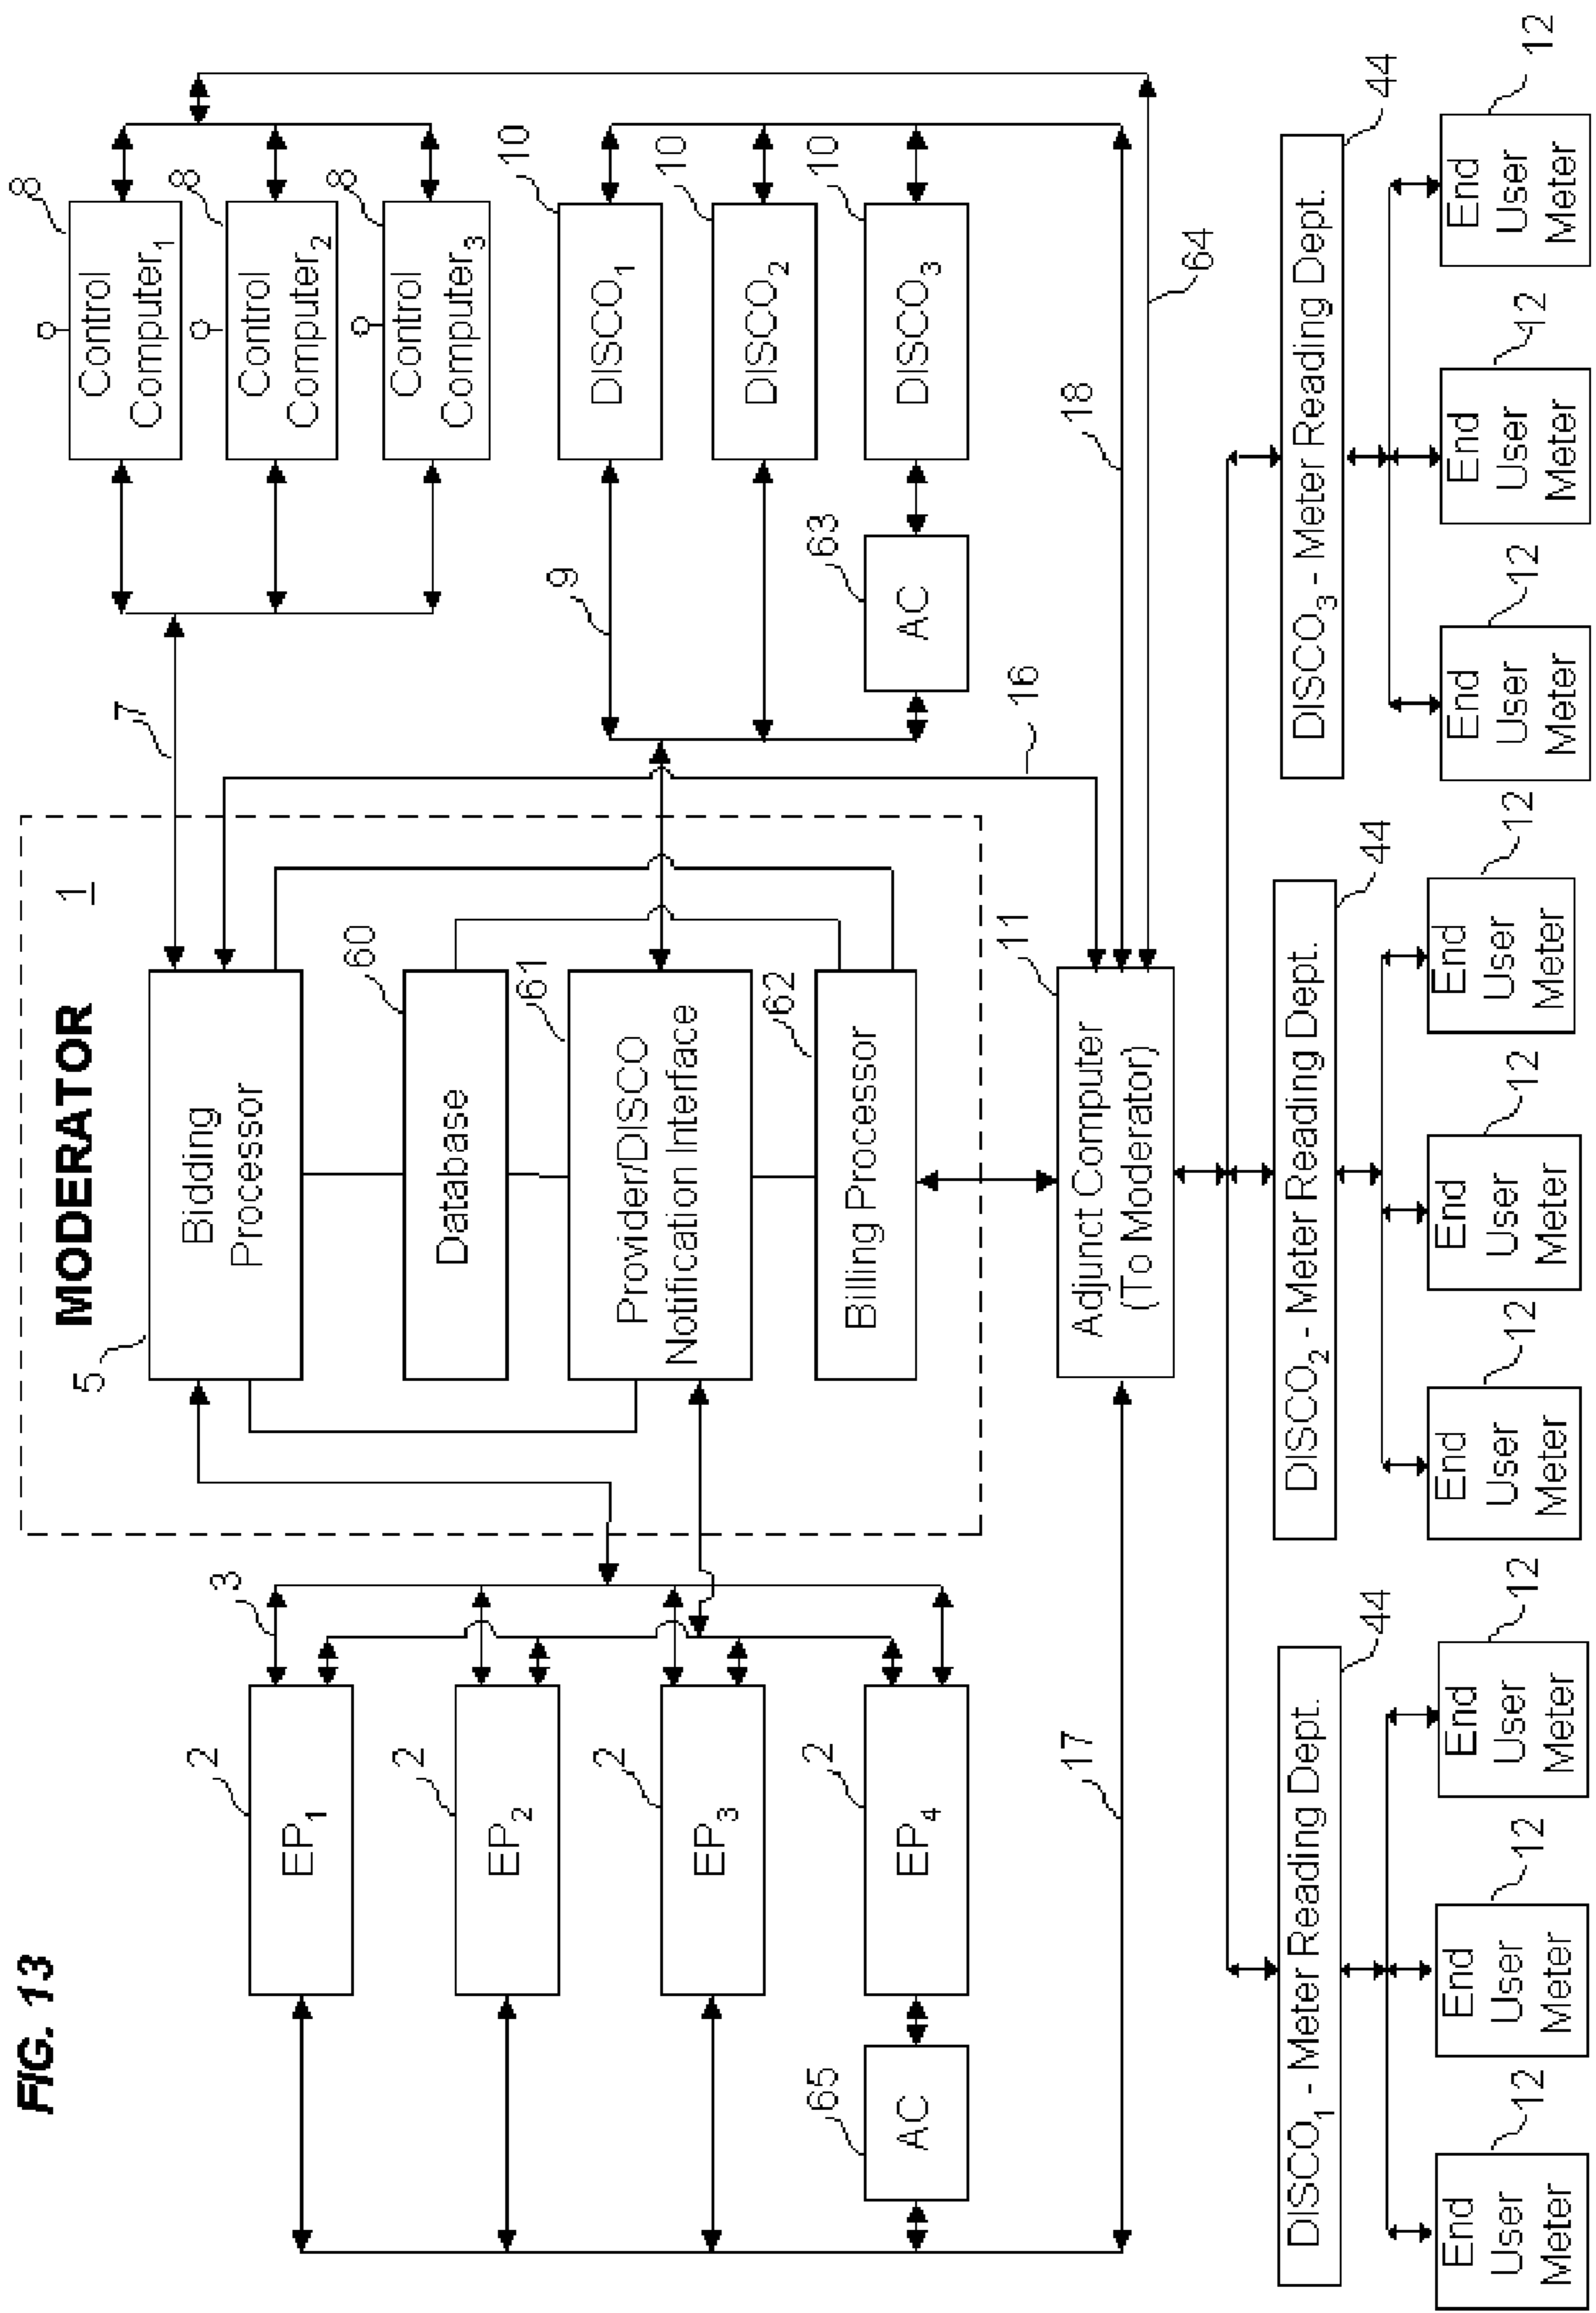 FIG. 13
MODERATOR
1
5
Bidding
Processor
60
Database
61
Provider/DISCO
Notification Interface
62
Billing Processor
3
2
EP1
2
EP2
2
EP3
2
EP4
65
AC
7
8
Control
Computer1
8
Control
Computer2
8
Control
Computer3
9
10
DISCO1
10
DISCO2
10
DISCO3
63
AC
16
11
Adjunct Computer
(To Moderator)
17
18
64
DISCO1 - Meter Reading Dept.
44
DISCO2 - Meter Reading Dept.
44
DISCO3 - Meter Reading Dept.
44
End
User
Meter
12
End
User
Meter
12
End
User
Meter
12
End
User
Meter
12
End
User
Meter
12
End
User
Meter
12
End
User
Meter
12
End
User
Meter
12
End
User
Meter
12